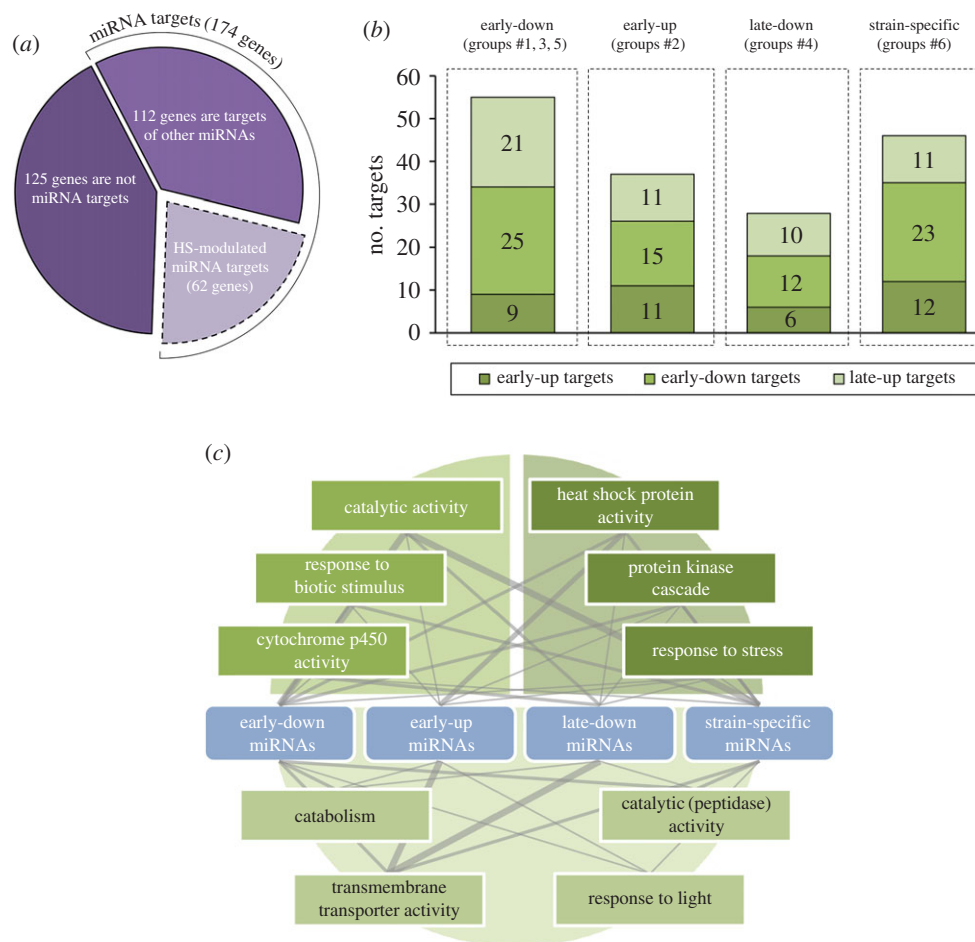 (a)
miRNA targets (174 genes)
112 genes are targets
of other miRNAs
125 genes are not
miRNA targets
HS-modulated
miRNA targets
(62 genes)
(b)
early-down
(groups #1, 3, 5)
early-up
(groups #2)
late-down
(groups #4)
strain-specific
(groups #6)
no. targets
60
50
40
30
20
10
0
21
25
9
11
15
11
10
12
6
11
23
12
early-up targets
early-down targets
late-up targets
(c)
catalytic activity
heat shock protein
activity
response to
biotic stimulus
protein kinase
cascade
cytochrome p450
activity
response to stress
early-down
miRNAs
early-up
miRNAs
late-down
miRNAs
strain-specific
miRNAs
catabolism
catalytic (peptidase)
activity
transmembrane
transporter activity
response to light